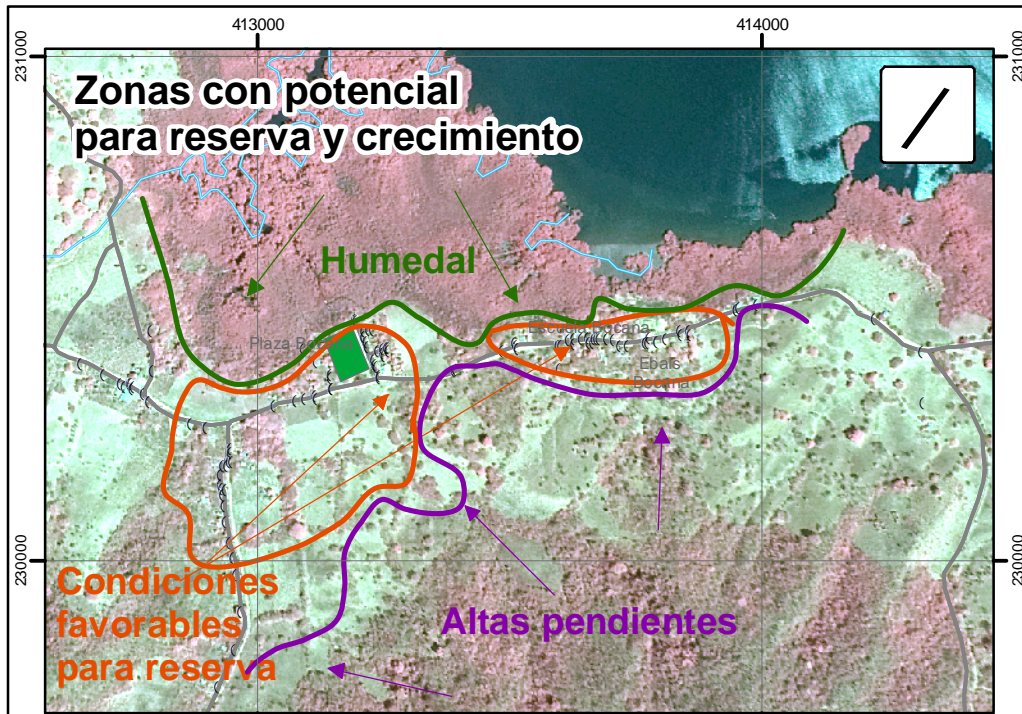 413000
414000
231000
231000
Zonas con potencial
para reserva y crecimiento
Humedal
Plaza Bocana
Escuela Bocana
Ebais
Bocana
230000
230000
Condiciones
favorables
para reserva
Altas pendientes